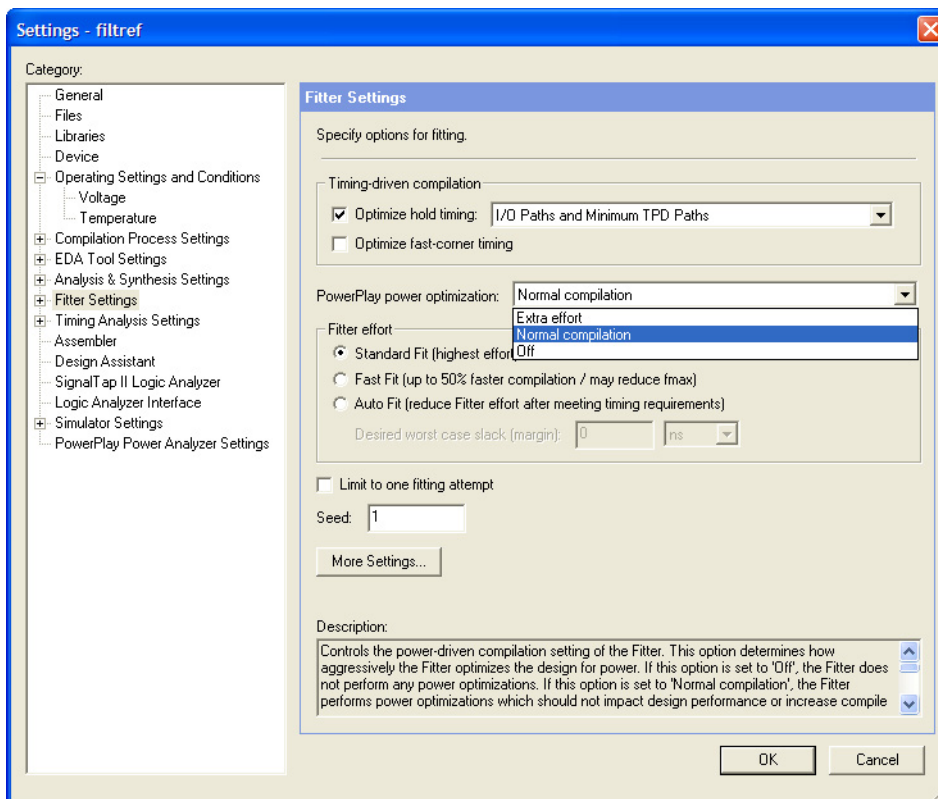 Settings - filtref
Category:
General
Files
Libraries
Device
Operating Settings and Conditions
Voltage
Temperature
Compilation Process Settings
EDA Tool Settings
Analysis & Synthesis Settings
Fitter Settings
Timing Analysis Settings
Assembler
Design Assistant
SignalTap II Logic Analyzer
Logic Analyzer Interface
Simulator Settings
PowerPlay Power Analyzer Settings
Fitter Settings
Specify options for fitting.
Timing-driven compilation
Optimize hold timing: I/O Paths and Minimum TPD Paths
Optimize fast-corner timing
PowerPlay power optimization: Normal compilation
Extra effort
Normal compilation
Off
Fitter effort
Standard Fit (highest effort
Fast Fit (up to 50% faster compilation / may reduce fmax)
Auto Fit (reduce Fitter effort after meeting timing requirements)
Desired worst case slack (margin): 0 ns
Limit to one fitting attempt
Seed: 1
More Settings...
Description:
Controls the power-driven compilation setting of the Fitter. This option determines how
aggressively the Fitter optimizes the design for power. If this option is set to 'Off', the Fitter does
not perform any power optimizations. If this option is set to 'Normal compilation', the Fitter
performs power optimizations which should not impact design performance or increase compile
OK Cancel